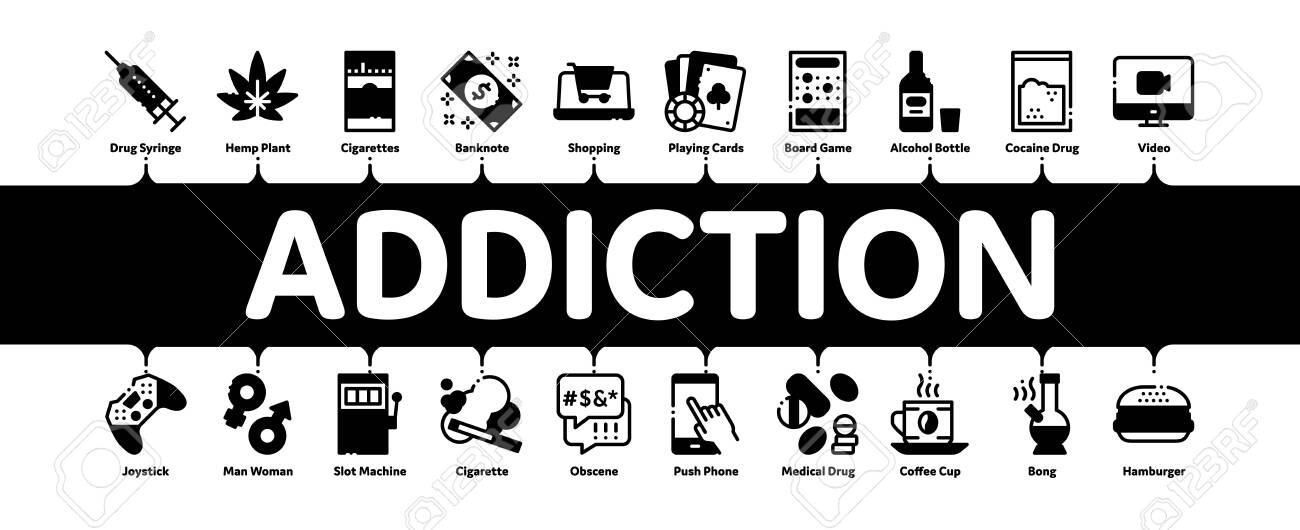 Drug Syringe Hemp Plant Cigarettes Banknote Shopping Playing Cards Board Game Alcohol Bottle Cocaine Drug Video
ADDICTION
#$&*
Joystick Man Woman Slot Machine Cigarette Obscene Push Phone Medical Drug Coffee Cup Bong Hamburger